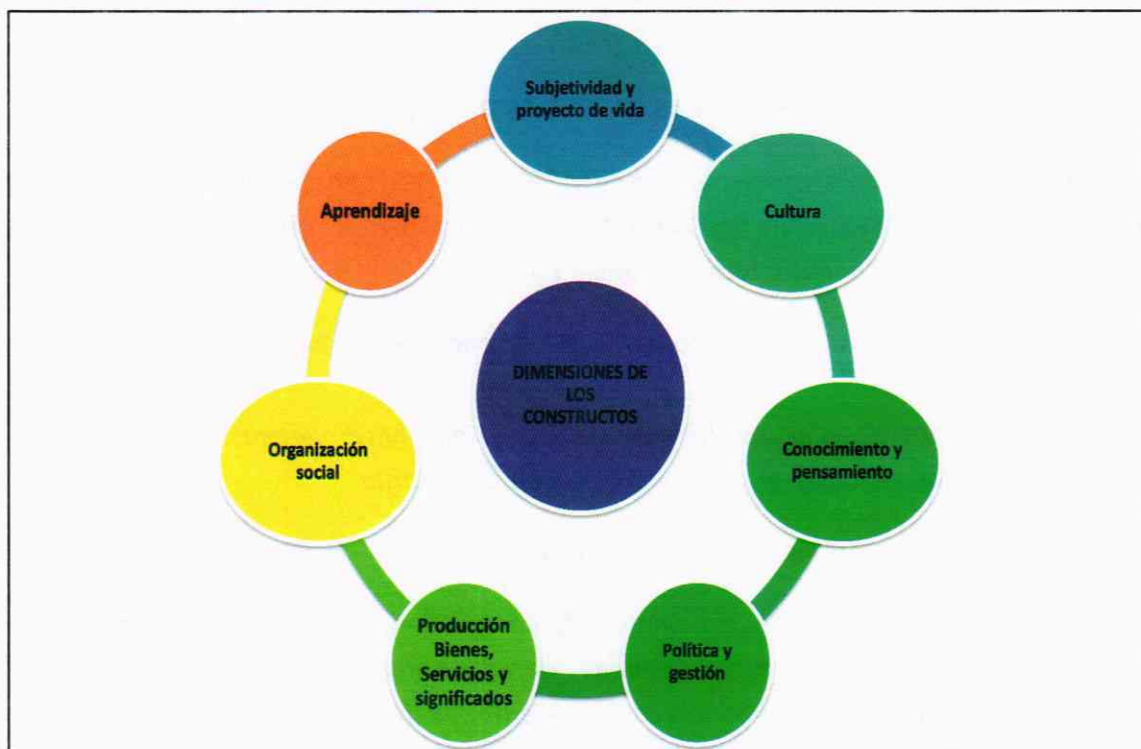 Subjetividad y
proyecto de vida
Aprendizaje
Cultura
DIMENSIONES DE
LOS
CONSTRUCTOS
Organización
social
Conocimiento y
pensamiento
Producción
Bienes,
Servicios y
significados
Política y
gestión